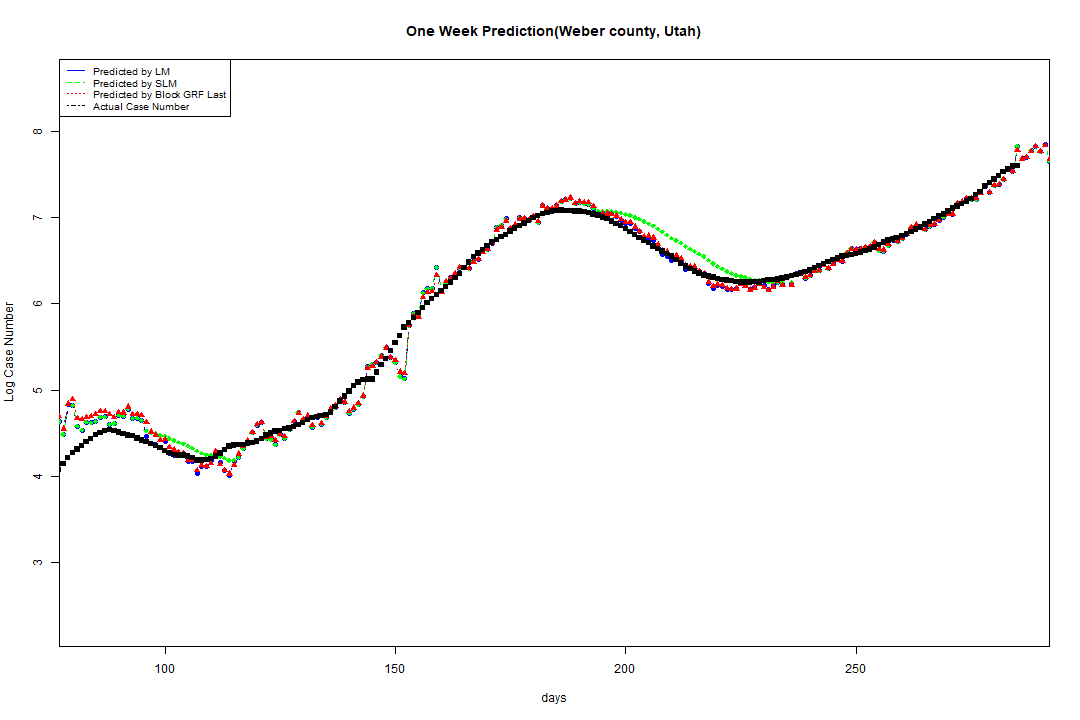 One Week Prediction(Weber county, Utah)
Predicted by LM
Predicted by SLM
Predicted by Block GRF Last
Actual Case Number
8
7
6
5
4
3
Log Case Number
100 150 200 250
days